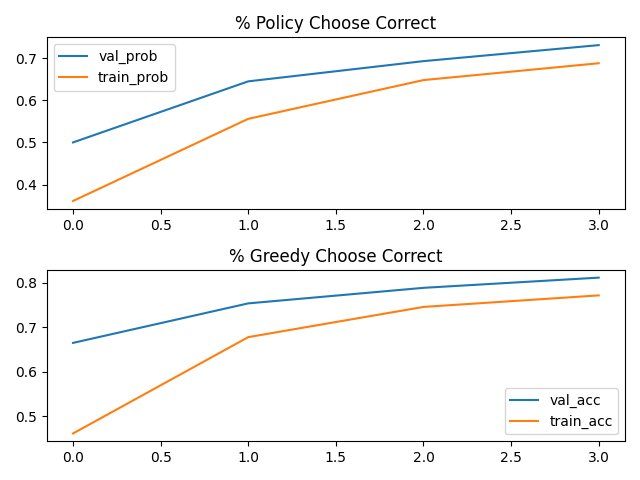 % Policy Choose Correct
0.7
0.6
0.5
0.4
val_prob
train_prob
0.0 0.5 1.0 1.5 2.0 2.5 3.0
% Greedy Choose Correct
0.8
0.7
0.6
0.5
val_acc
train_acc
0.0 0.5 1.0 1.5 2.0 2.5 3.0